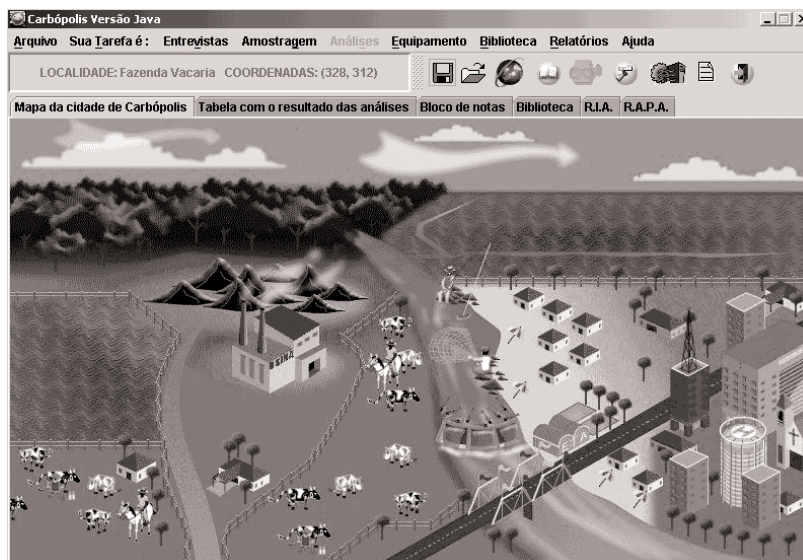 Carbópolis Versão Java
Arquivo Sua Tarefa é : Entrevistas Amostragem Análises Equipamento Biblioteca Relatórios Ajuda
LOCALIDADE: Fazenda Vacaria COORDENADAS: (328, 312)
Mapa da cidade de Carbópolis Tabela com o resultado das análises Bloco de notas Biblioteca R.I.A. R.A.P.A.
USINA
H